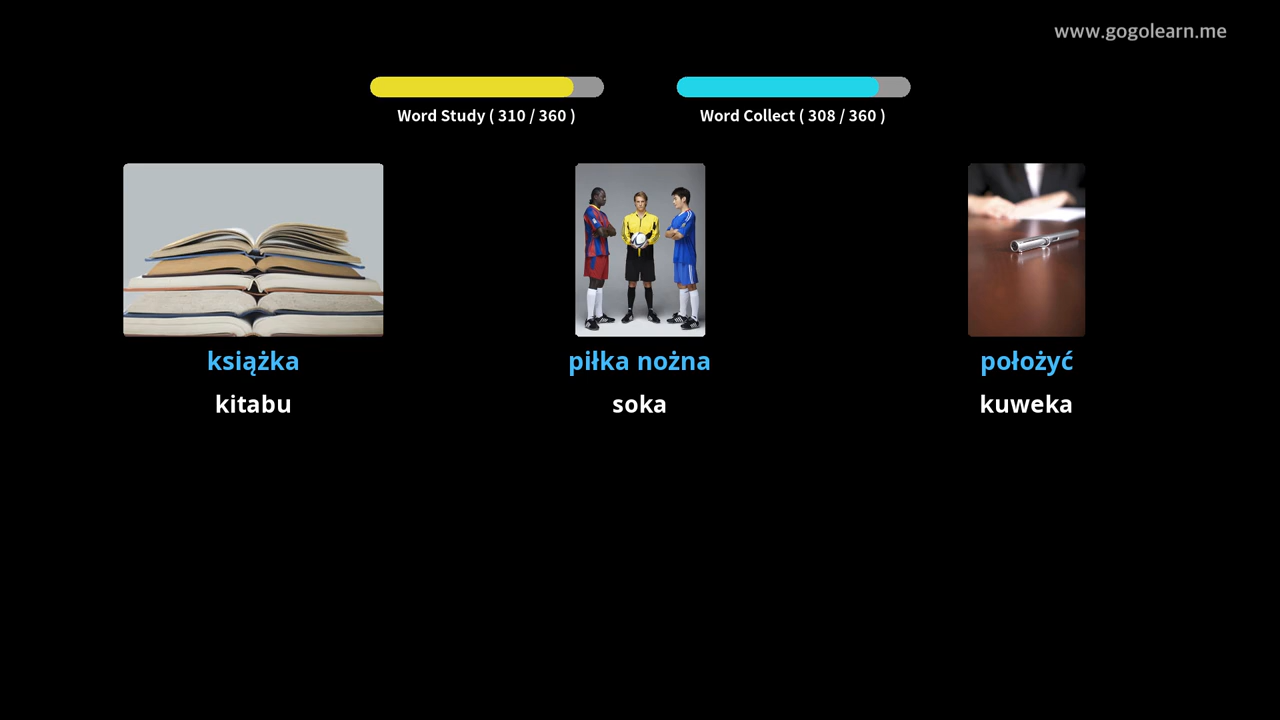 www.gogolearn.me
Word Study ( 310 / 360 )
Word Collect ( 308 / 360 )
książka
piłka nożna
położyć
kitabu
soka
kuweka